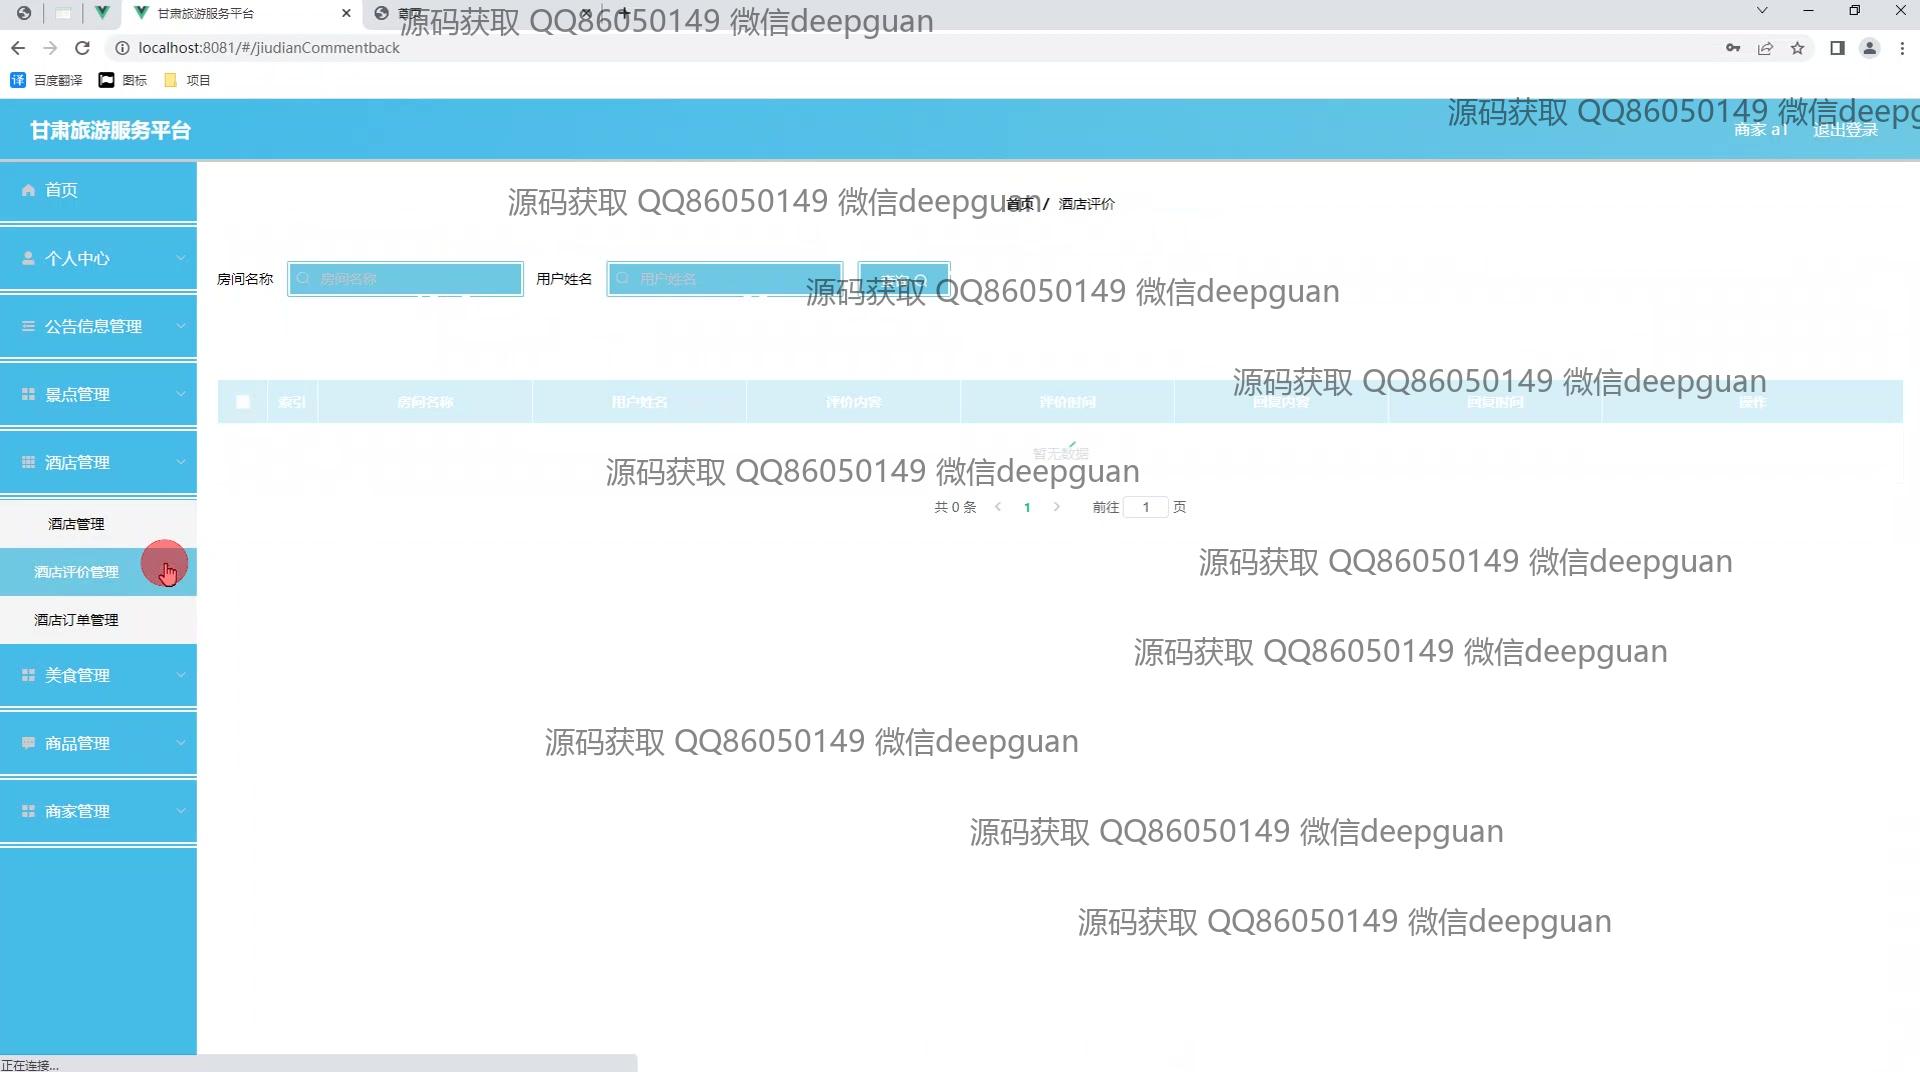 甘肃旅游服务平台
首页
源码获取 QQ86050149 微信deepguan
localhost:8081/#/jiudianCommentback
百度翻译 图标 项目
源码获取 QQ86050149 微信deepg
甘肃旅游服务平台
商家 a1 退出登录
首页
源码获取 QQ86050149 微信deepguan
首页 / 酒店评价
个人中心
房间名称 房间名称 用户姓名 用户姓名 查询
源码获取 QQ86050149 微信deepguan
公告信息管理
源码获取 QQ86050149 微信deepguan
景点管理
索引 房间名称 用户姓名 评价内容 评价时间 回复内容 回复时间 操作
暂无数据
酒店管理
源码获取 QQ86050149 微信deepguan
共 0 条 1 前往 1 页
酒店管理
源码获取 QQ86050149 微信deepguan
酒店评价管理
酒店订单管理
源码获取 QQ86050149 微信deepguan
美食管理
商品管理
源码获取 QQ86050149 微信deepguan
商家管理
源码获取 QQ86050149 微信deepguan
源码获取 QQ86050149 微信deepguan
正在连接...